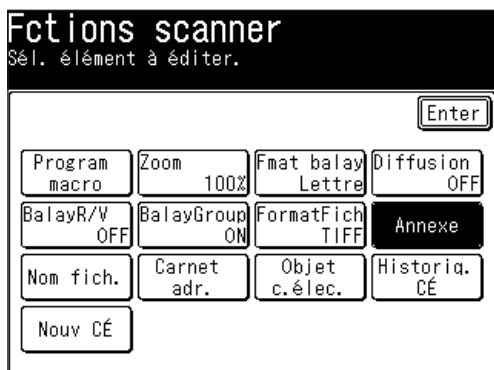 Fctions scanner
Sél. élément à éditer.
Enter
Program macro
Zoom 100%
Fmat balay Lettre
Diffusion OFF
BalayR/V OFF
BalayGroup ON
FormatFich TIFF
Annexe
Nom fich.
Carnet adr.
Objet c.élec.
Historiq. CÉ
Nouv CÉ